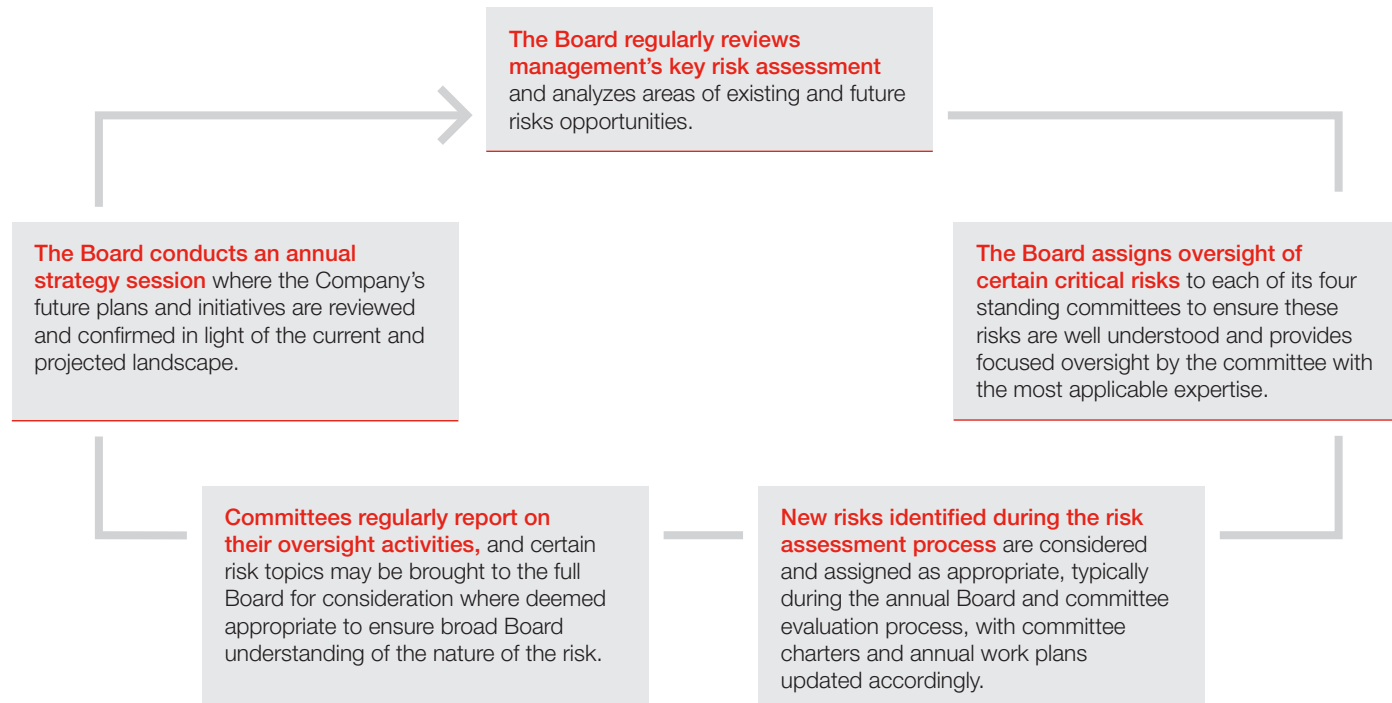 The Board regularly reviews
management’s key risk assessment
and analyzes areas of existing and future
risks opportunities.
The Board assigns oversight of
certain critical risks to each of its four
standing committees to ensure these
risks are well understood and provides
focused oversight by the committee with
the most applicable expertise.
New risks identified during the risk
assessment process are considered
and assigned as appropriate, typically
during the annual Board and committee
evaluation process, with committee
charters and annual work plans
updated accordingly.
Committees regularly report on
their oversight activities, and certain
risk topics may be brought to the full
Board for consideration where deemed
appropriate to ensure broad Board
understanding of the nature of the risk.
The Board conducts an annual
strategy session where the Company’s
future plans and initiatives are reviewed
and confirmed in light of the current and
projected landscape.